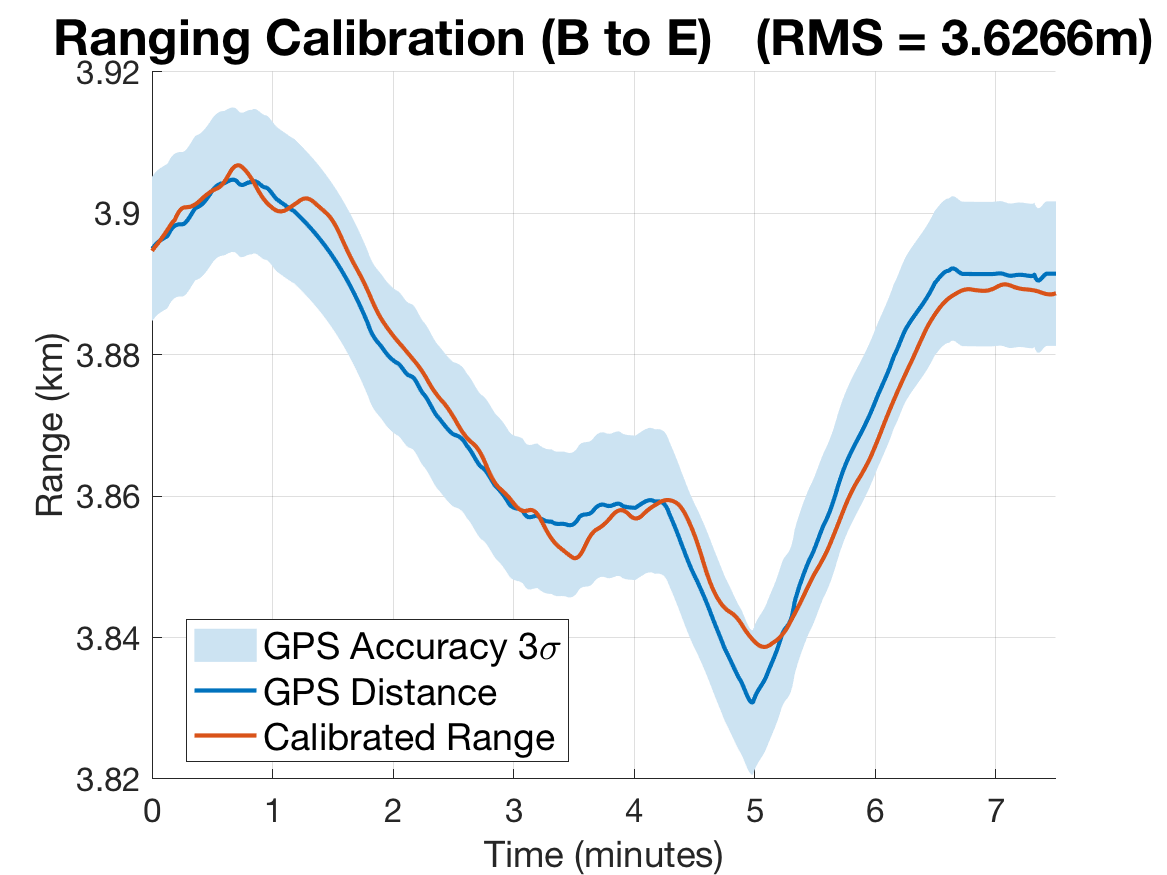 Ranging Calibration (B to E)   (RMS = 3.6266m)
3.92
3.9
3.88
3.86
3.84
3.82
Range (km)
GPS Accuracy 3σ
GPS Distance
Calibrated Range
0 1 2 3 4 5 6 7
Time (minutes)